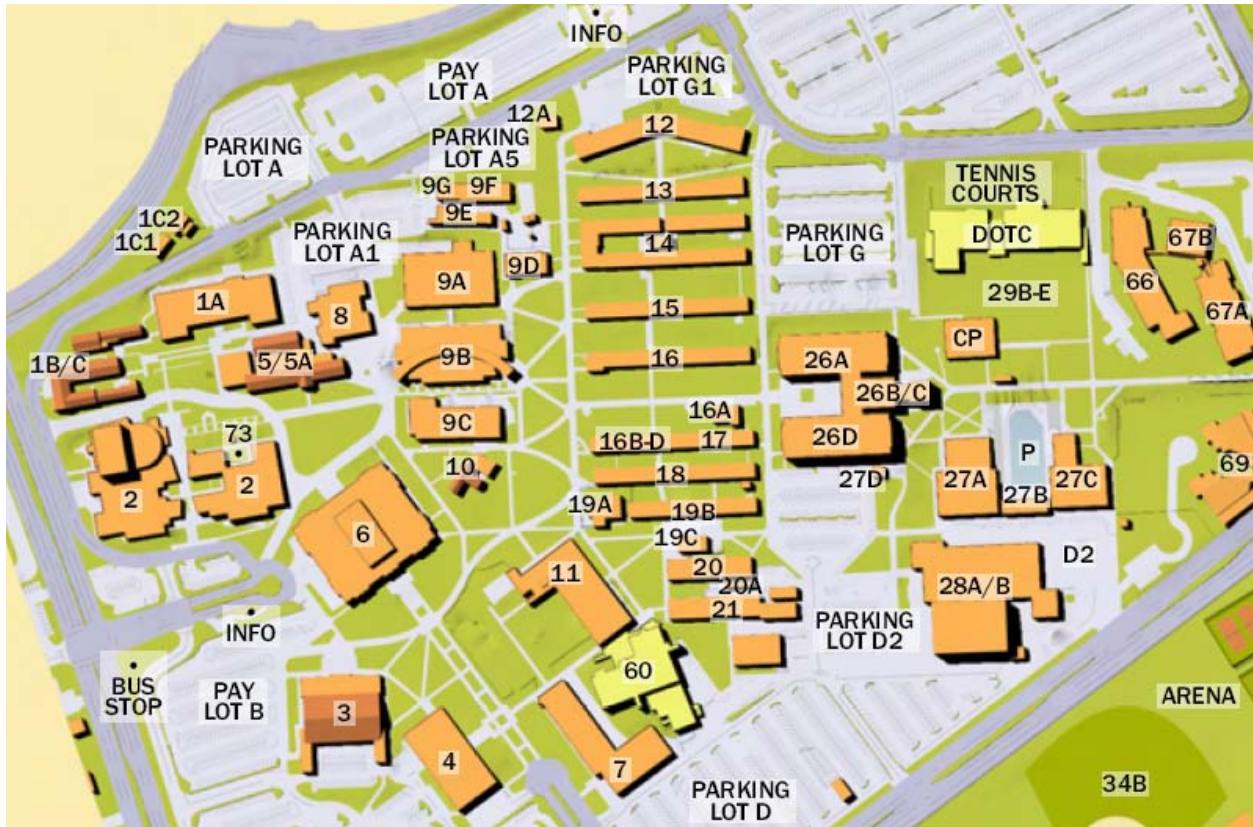 INFO
PAY
LOT A
PARKING
LOT G1
12A
12
PARKING
LOT A
PARKING
LOT A5
TENNIS
COURTS
9G
9F
13
9E
1C2
1C1
PARKING
LOT A1
14
PARKING
LOT G
DOTC
67B
66
67A
9D
9A
29B-E
1A
8
15
CP
1B/C
5/5A
9B
16
26A
26B/C
16A
9C
16B-D
17
26D
73
P
2
2
10
18
27D
27A
27B
27C
69
19A
19B
6
19C
D2
11
20
20A
28A/B
21
INFO
PARKING
LOT D2
60
BUS
STOP
PAY
LOT B
ARENA
3
4
7
34B
PARKING
LOT D